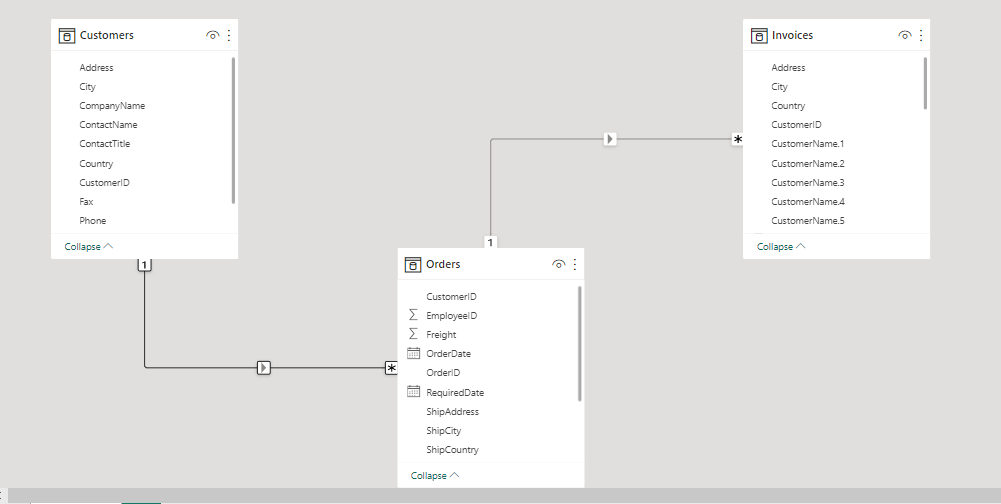 Customers
Address
City
CompanyName
ContactName
ContactTitle
Country
CustomerID
Fax
Phone
Collapse
1
*
Orders
CustomerID
EmployeeID
Freight
OrderDate
OrderID
RequiredDate
ShipAddress
ShipCity
ShipCountry
Collapse
1
*
Invoices
Address
City
Country
CustomerID
CustomerName.1
CustomerName.2
CustomerName.3
CustomerName.4
CustomerName.5
Collapse